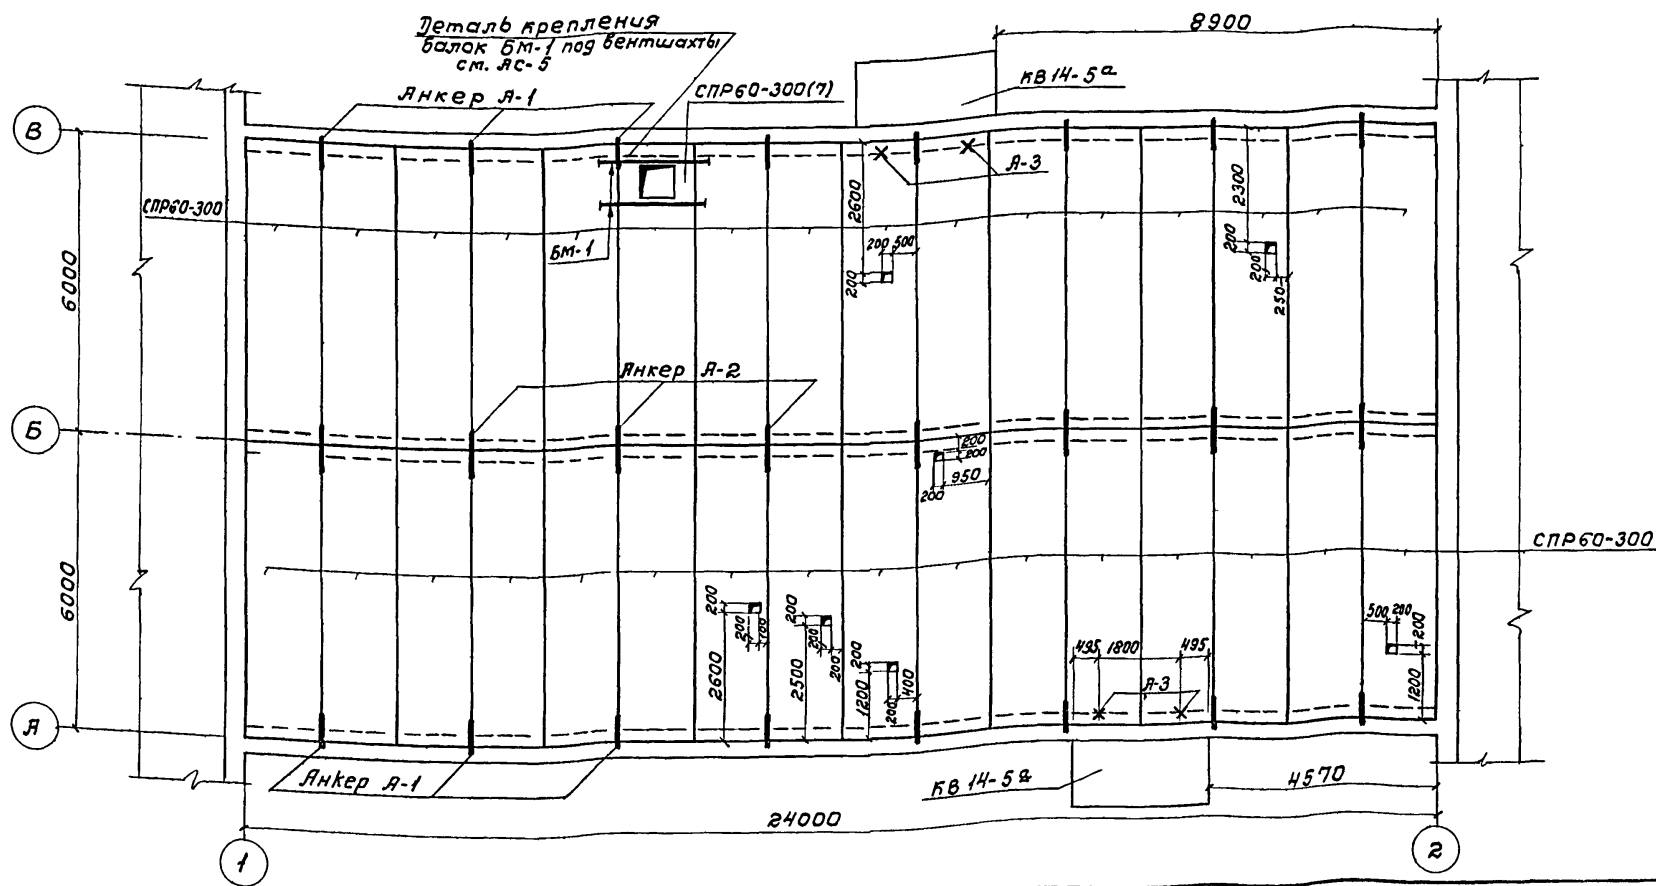 Деталь крепления
балок БМ-1 под вентшахты
см. АС-5
8900
КВ 14-5а
Анкер А-1
СПР60-300(7)
В
А-3
2600
2300
СПР60-300
БМ-1
200 500
200
200
200
250
6000
Анкер А-2
Б
200
200
950
200
СПР60-300
6000
200
200
100
2600
200
200
200
2500
200
1200
200
400
495 1800 495
А-3
500 200
200
1200
А
Анкер А-1
КВ 14-5а
4570
24000
1
2